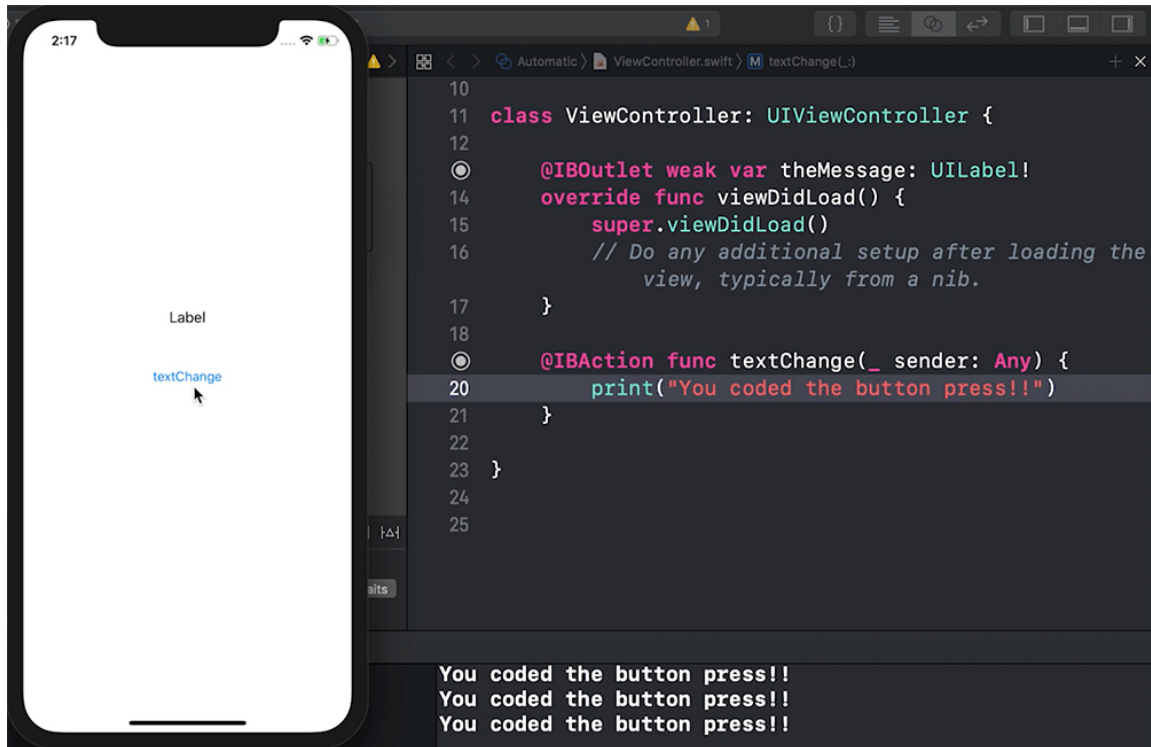 2:17
Label
textChange
1
{}
Automatic
ViewController.swift
M
textChange(_:)
10
11 class ViewController: UIViewController {
12
@IBOutlet weak var theMessage: UILabel!
14 override func viewDidLoad() {
15 super.viewDidLoad()
16 // Do any additional setup after loading the
view, typically from a nib.
17 }
18
@IBAction func textChange(_ sender: Any) {
20 print("You coded the button press!!")
21 }
22
23 }
24
25
aits
You coded the button press!!
You coded the button press!!
You coded the button press!!